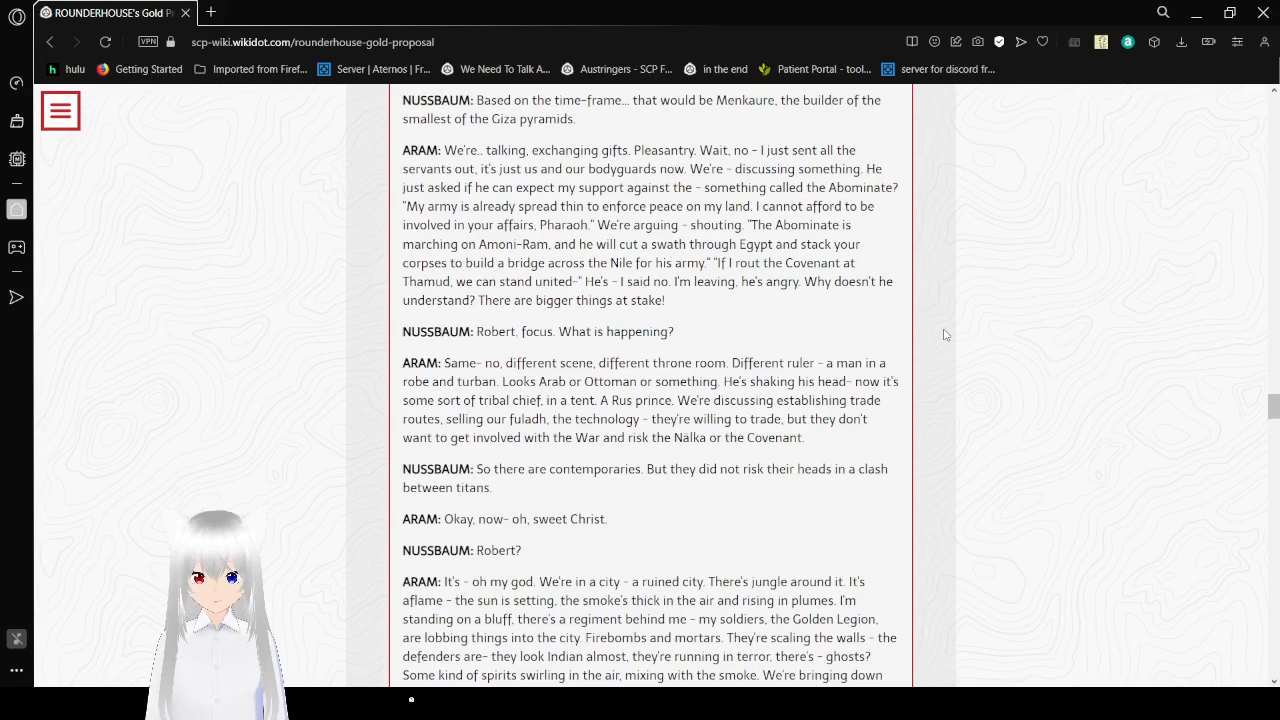 ROUNDERHOUSE's Gold P
VPN
scp-wiki.wikidot.com/rounderhouse-gold-proposal
hulu
Getting Started
Imported from Firef...
Server | Aternos | Fr...
We Need To Talk A...
Austringers - SCP F...
in the end
Patient Portal - tool...
server for discord fr...
NUSSBAUM: Based on the time-frame... that would be Menkaure, the builder of the
smallest of the Giza pyramids.
ARAM: We're.. talking, exchanging gifts. Pleasantry. Wait, no – I just sent all the
servants out, it's just us and our bodyguards now. We're – discussing something. He
just asked if he can expect my support against the – something called the Abominate?
"My army is already spread thin to enforce peace on my land. I cannot afford to be
involved in your affairs, Pharaoh." We're arguing – shouting. "The Abominate is
marching on Amoni-Ram, and he will cut a swath through Egypt and stack your
corpses to build a bridge across the Nile for his army." "If I rout the Covenant at
Thamud, we can stand united–" He's – I said no. I'm leaving, he's angry. Why doesn't he
understand? There are bigger things at stake!
NUSSBAUM: Robert, focus. What is happening?
ARAM: Same– no, different scene, different throne room. Different ruler – a man in a
robe and turban. Looks Arab or Ottoman or something. He's shaking his head– now it's
some sort of tribal chief, in a tent. A Rus prince. We're discussing establishing trade
routes, selling our fuladh, the technology – they're willing to trade, but they don't
want to get involved with the War and risk the Nälka or the Covenant.
NUSSBAUM: So there are contemporaries. But they did not risk their heads in a clash
between titans.
ARAM: Okay, now– oh, sweet Christ.
NUSSBAUM: Robert?
ARAM: It's – oh my god. We're in a city – a ruined city. There's jungle around it. It's
aflame – the sun is setting, the smoke's thick in the air and rising in plumes. I'm
standing on a bluff, there's a regiment behind me – my soldiers, the Golden Legion,
are lobbing things into the city. Firebombs and mortars. They're scaling the walls – the
defenders are– they look Indian almost, they're running in terror, there's – ghosts?
Some kind of spirits swirling in the air, mixing with the smoke. We're bringing down